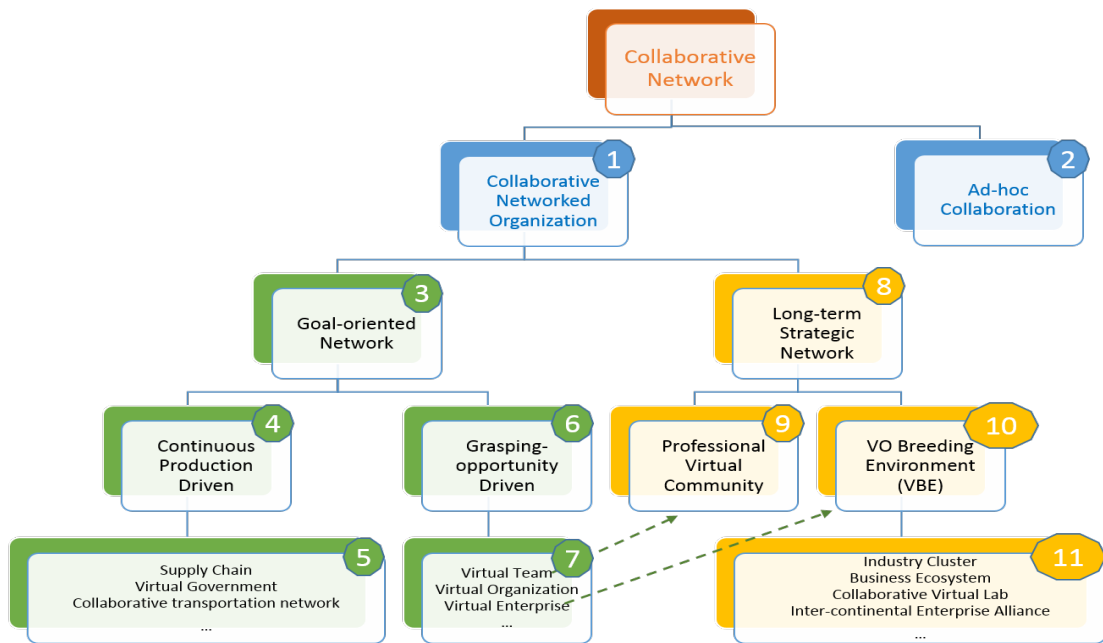 Collaborative
Network
1
Collaborative
Networked
Organization
2
Ad-hoc
Collaboration
3
Goal-oriented
Network
8
Long-term
Strategic
Network
4
Continuous
Production
Driven
6
Grasping-
opportunity
Driven
9
Professional
Virtual
Community
10
VO Breeding
Environment
(VBE)
5
Supply Chain
Virtual Government
Collaborative transportation network
...
7
Virtual Team
Virtual Organization
Virtual Enterprise
...
11
Industry Cluster
Business Ecosystem
Collaborative Virtual Lab
Inter-continental Enterprise Alliance
...